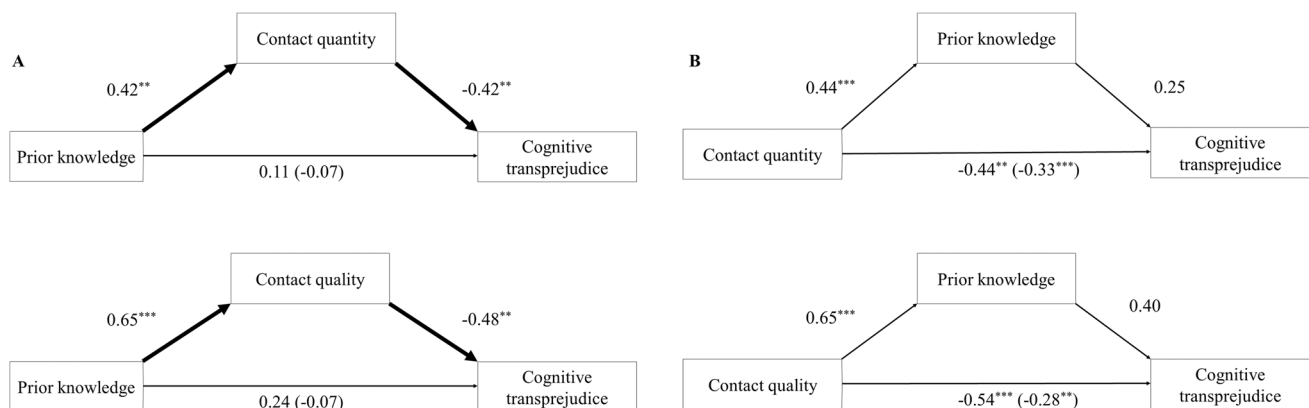 A
Contact quantity
0.42**
-0.42**
Prior knowledge
Cognitive
transprejudice
0.11 (-0.07)
B
Prior knowledge
0.44***
0.25
Contact quantity
Cognitive
transprejudice
-0.44** (-0.33***)
Contact quality
0.65***
-0.48**
Prior knowledge
Cognitive
transprejudice
0.24 (-0.07)
Prior knowledge
0.65***
0.40
Contact quality
Cognitive
transprejudice
-0.54*** (-0.28**)